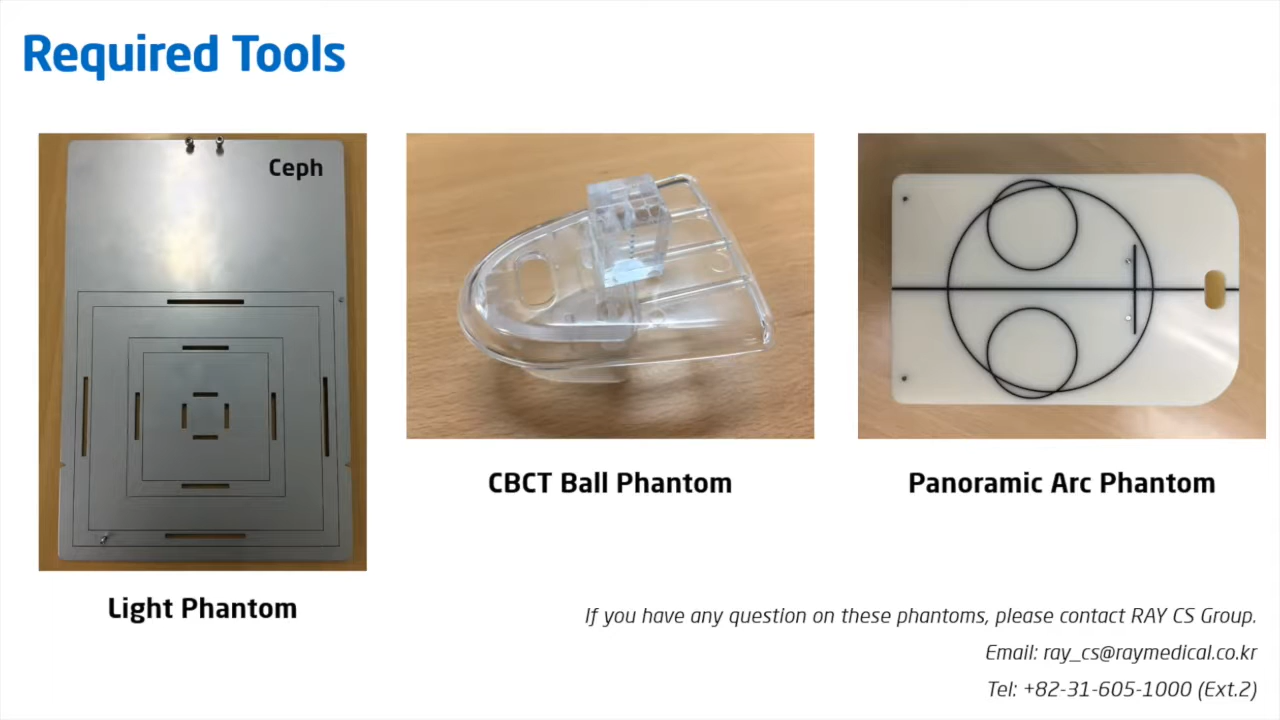 Required Tools
Ceph
CBCT Ball Phantom
Panoramic Arc Phantom
Light Phantom
If you have any question on these phantoms, please contact RAY CS Group.
Email: ray_cs@raymedical.co.kr
Tel: +82-31-605-1000 (Ext.2)